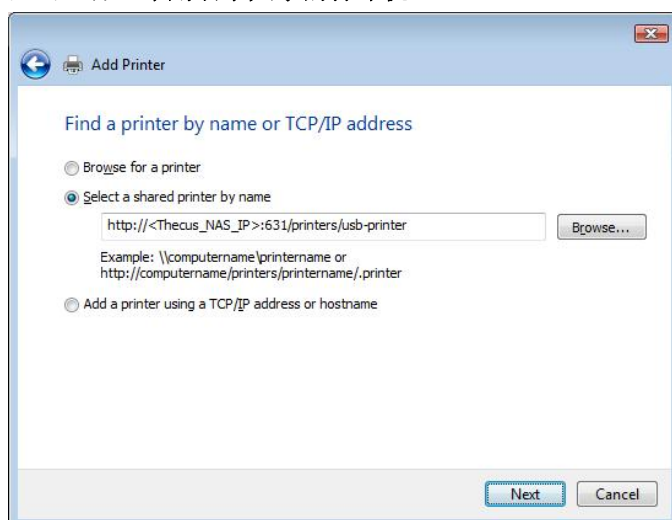 Add Printer
Find a printer by name or TCP/IP address
Browse for a printer
Select a shared printer by name
http://<Thecus_NAS_IP>:631/printers/usb-printer
Browse...
Example: \\computername\printername or
http://computername/printers/printername/.printer
Add a printer using a TCP/IP address or hostname
Next
Cancel